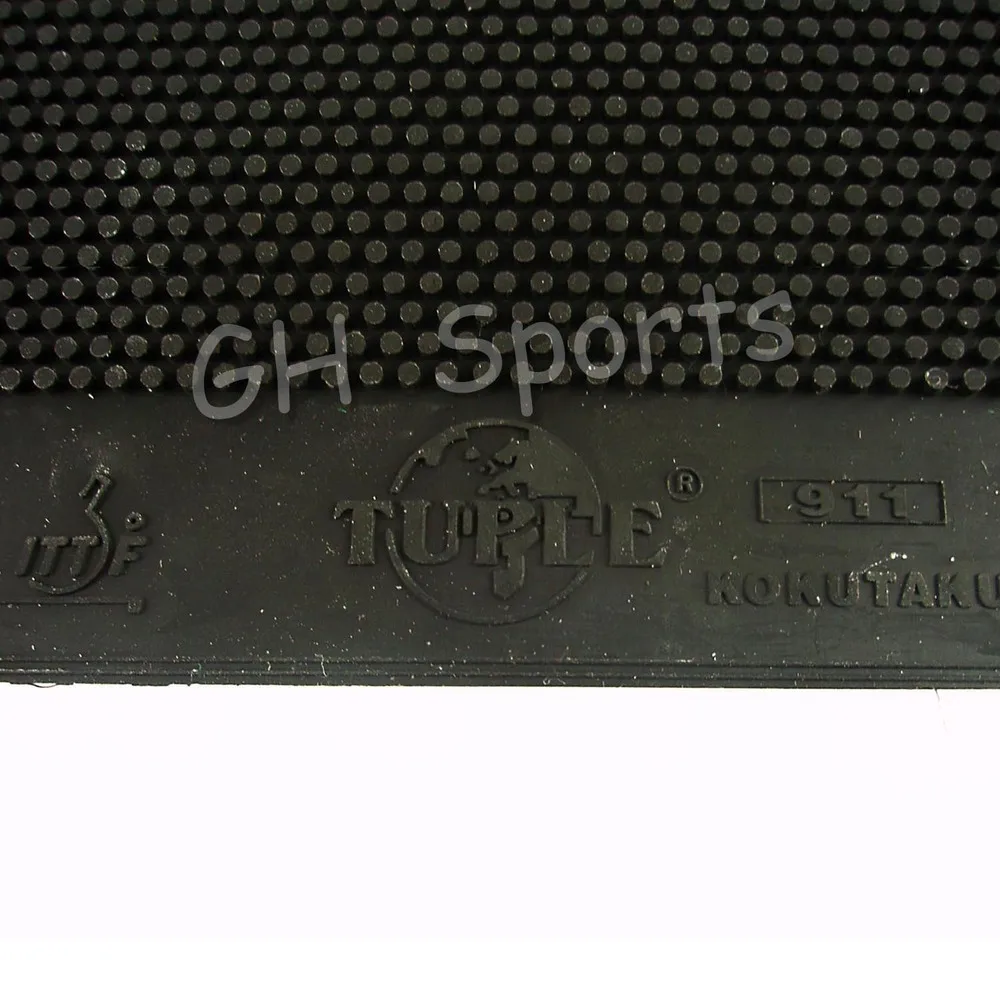 GH Sports
ITTF
TUPLE ®
911
KOKUTAKU